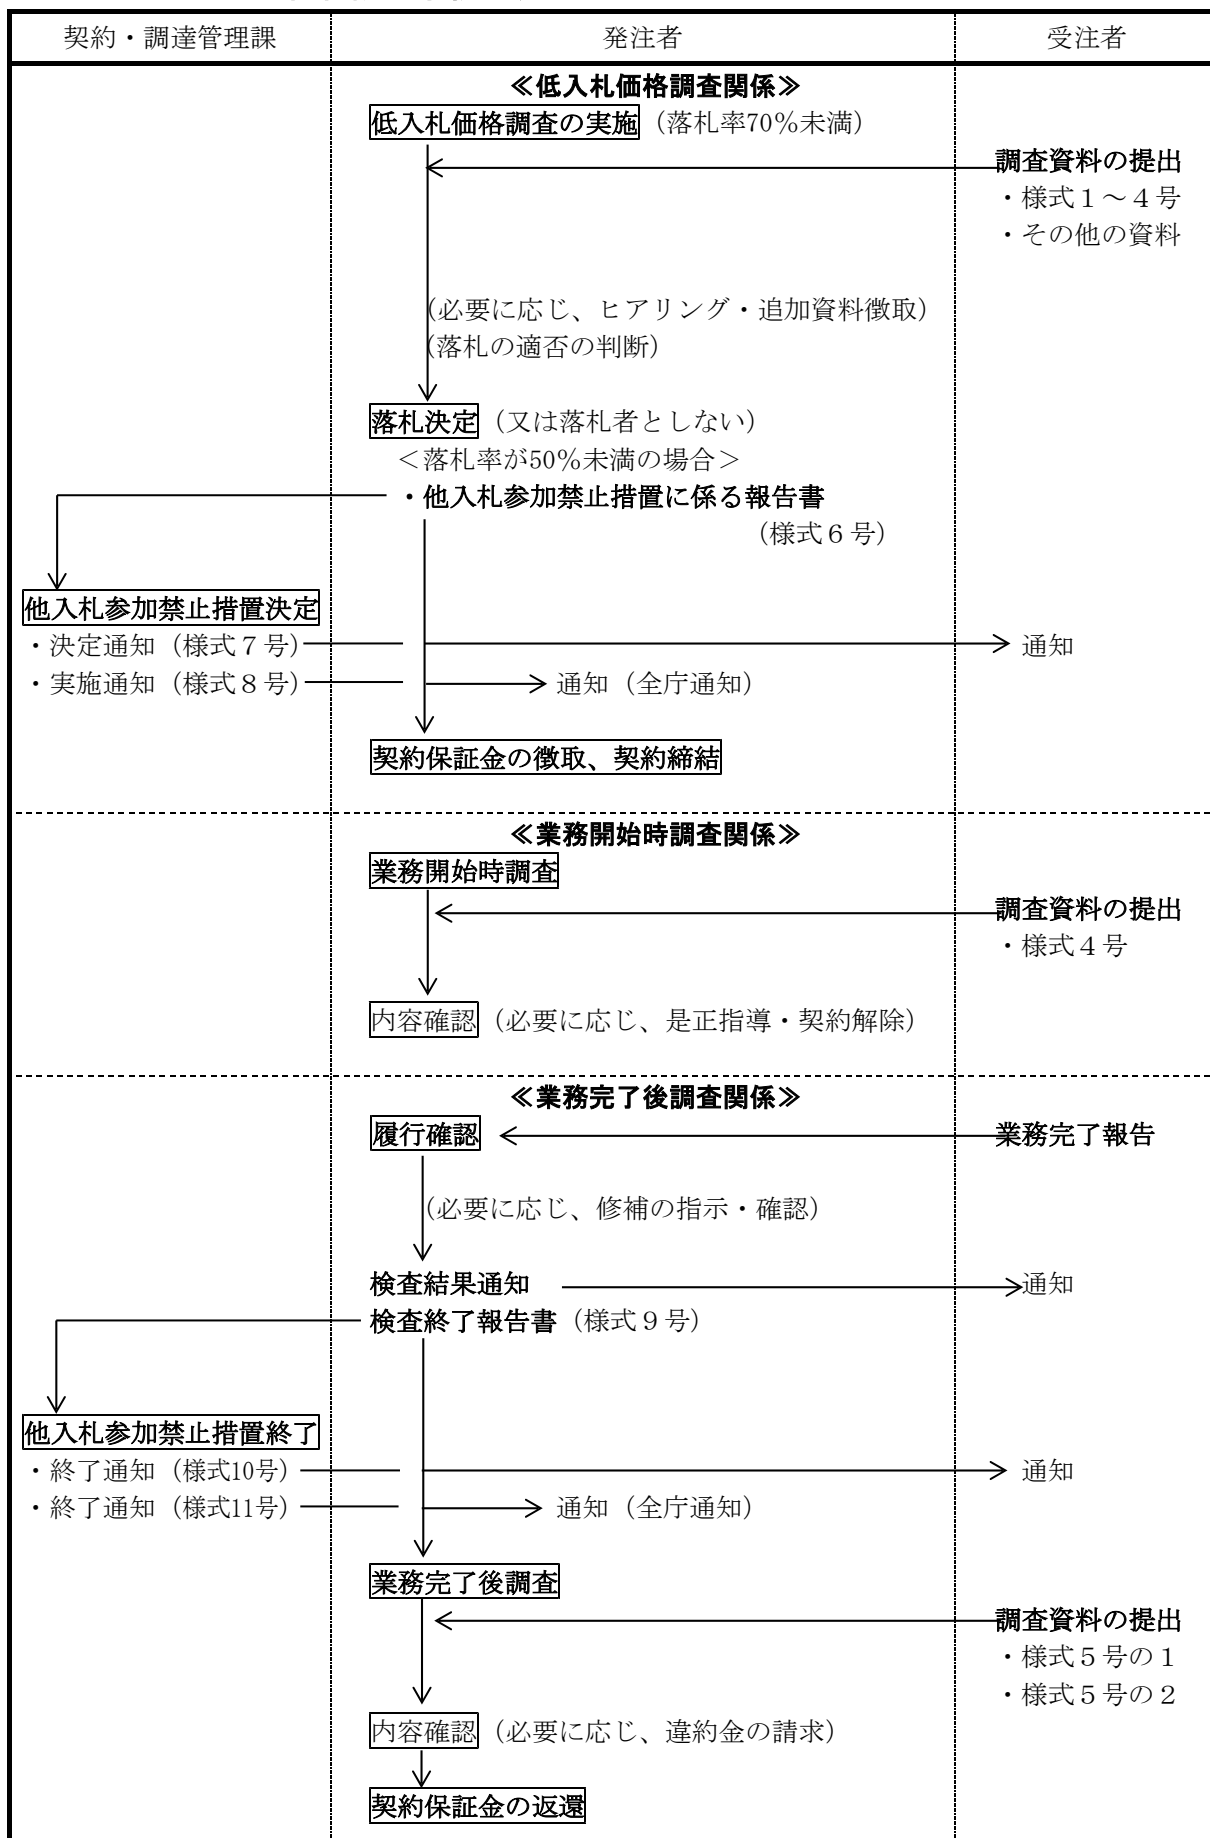 契約・調達管理課 発注者 受注者
≪低入札価格調査関係≫
低入札価格調査の実施（落札率70％未満）
調査資料の提出
・様式１～４号
・その他の資料
（必要に応じ、ヒアリング・追加資料徴取）
（落札の適否の判断）
落札決定（又は落札者としない）
＜落札率が50％未満の場合＞
・他入札参加禁止措置に係る報告書
（様式６号）
他入札参加禁止措置決定
・決定通知（様式７号） 通知
・実施通知（様式８号） 通知（全庁通知）
契約保証金の徴取、契約締結
≪業務開始時調査関係≫
業務開始時調査
調査資料の提出
・様式４号
内容確認（必要に応じ、是正指導・契約解除）
≪業務完了後調査関係≫
履行確認 業務完了報告
（必要に応じ、修補の指示・確認）
検査結果通知 通知
検査終了報告書（様式９号）
他入札参加禁止措置終了
・終了通知（様式10号） 通知
・終了通知（様式11号） 通知（全庁通知）
業務完了後調査
調査資料の提出
・様式５号の１
・様式５号の２
内容確認（必要に応じ、違約金の請求）
契約保証金の返還